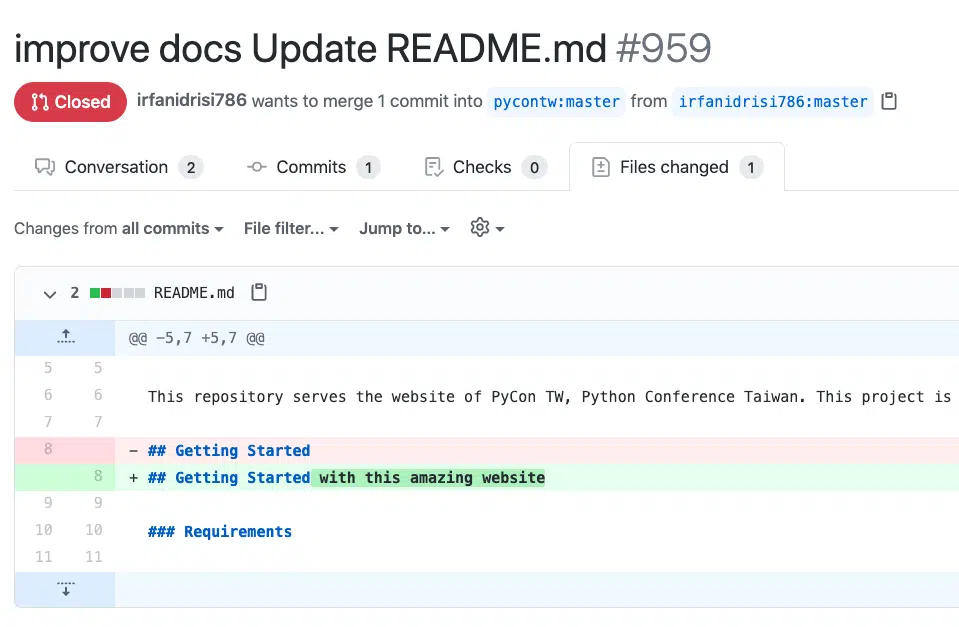 improve docs Update README.md #959
Closed irfanidrisi786 wants to merge 1 commit into pycontw:master from irfanidrisi786:master
Conversation 2 Commits 1 Checks 0 Files changed 1
Changes from all commits File filter... Jump to...
2 README.md
@@ -5,7 +5,7 @@
5 5
6 6 This repository serves the website of PyCon TW, Python Conference Taiwan. This project is
7 7
8 - ## Getting Started
8 + ## Getting Started with this amazing website
9 9
10 10 ### Requirements
11 11